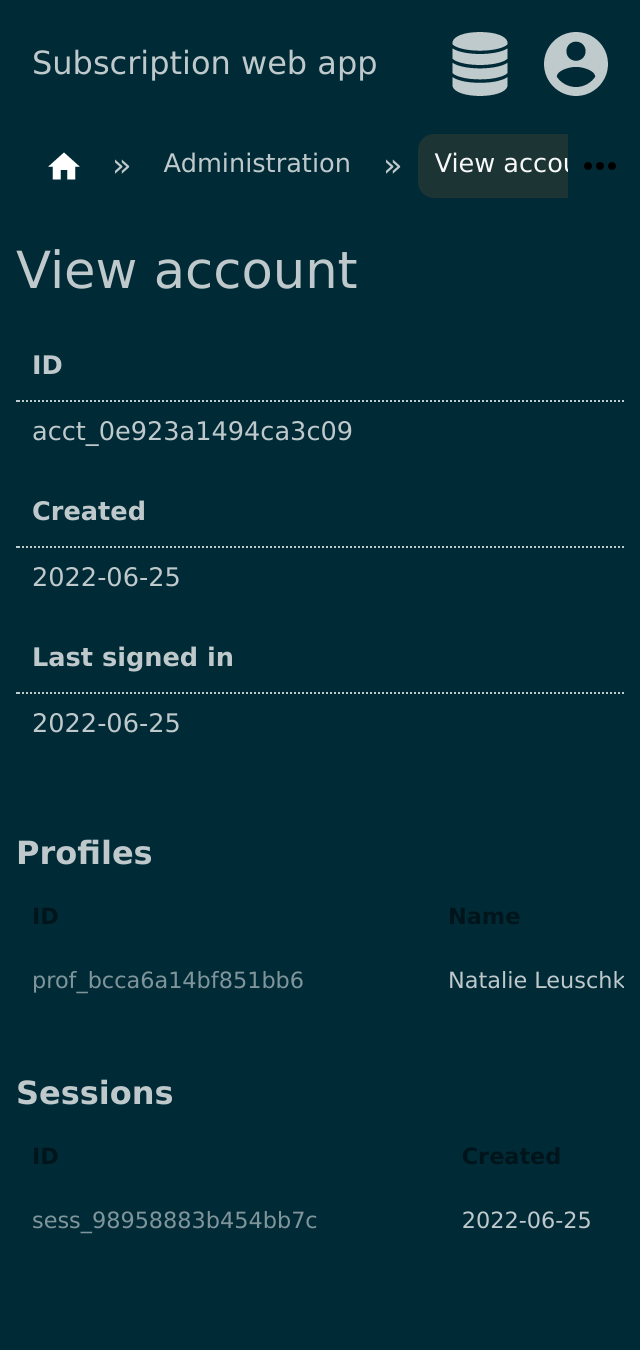 Subscription web app
» Administration » View accou
View account
ID
acct_0e923a1494ca3c09
Created
2022-06-25
Last signed in
2022-06-25
Profiles
ID Name
prof_bcca6a14bf851bb6 Natalie Leuschk
Sessions
ID Created
sess_98958883b454bb7c 2022-06-25